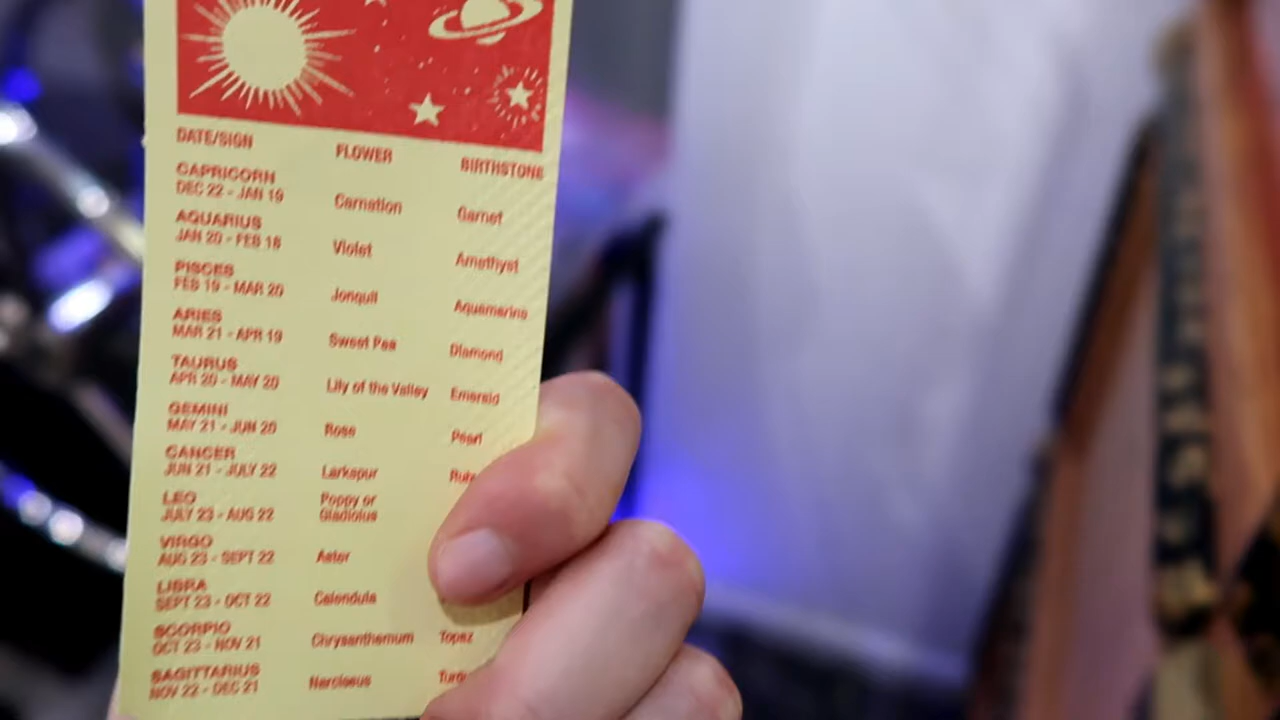 DATE/SIGN FLOWER BIRTHSTONE
CAPRICORN
DEC 22 - JAN 19 Carnation Garnet
AQUARIUS
JAN 20 - FEB 18 Violet Amethyst
PISCES
FEB 19 - MAR 20 Jonquil Aquamarine
ARIES
MAR 21 - APR 19 Sweet Pea Diamond
TAURUS
APR 20 - MAY 20 Lily of the Valley Emerald
GEMINI
MAY 21 - JUN 20 Rose Pearl
CANCER
JUN 21 - JULY 22 Larkspur
LEO Poppy or
JULY 23 - AUG 22 Gladiolus
VIRGO
AUG 23 - SEPT 22 Aster
LIBRA
SEPT 23 - OCT 22 Calendula
SCORPIO
OCT 23 - NOV 21 Chrysanthemum Topaz
SAGITTARIUS
NOV 22 - DEC 21 Narcissus